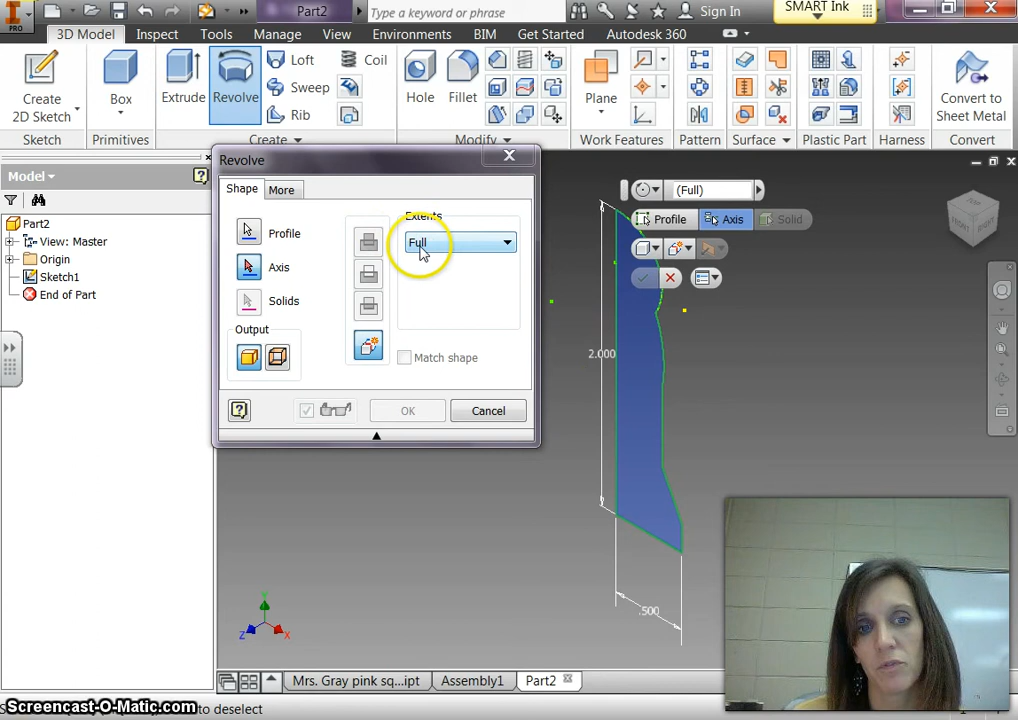 PRO
Part2
Type a keyword or phrase
Sign In
SMART Ink
3D Model
Inspect
Tools
Manage
View
Environments
BIM
Get Started
Autodesk 360
Create
2D Sketch
Box
Extrude
Revolve
Loft
Sweep
Rib
Coil
Hole
Fillet
Plane
Convert to
Sheet Metal
Sketch
Primitives
Create
Modify
Work Features
Pattern
Surface
Plastic Part
Harness
Convert
Model
Part2
View: Master
Origin
Sketch1
End of Part
Revolve
Shape
More
Profile
Axis
Solids
Output
Extents
Full
Match shape
OK
Cancel
(Full)
Profile
Axis
Solid
FRONT
2.000
.500
Y
Z
X
Mrs. Gray pink sq...ipt
Assembly1
Part2
Screencast-O-Matic.com
to deselect